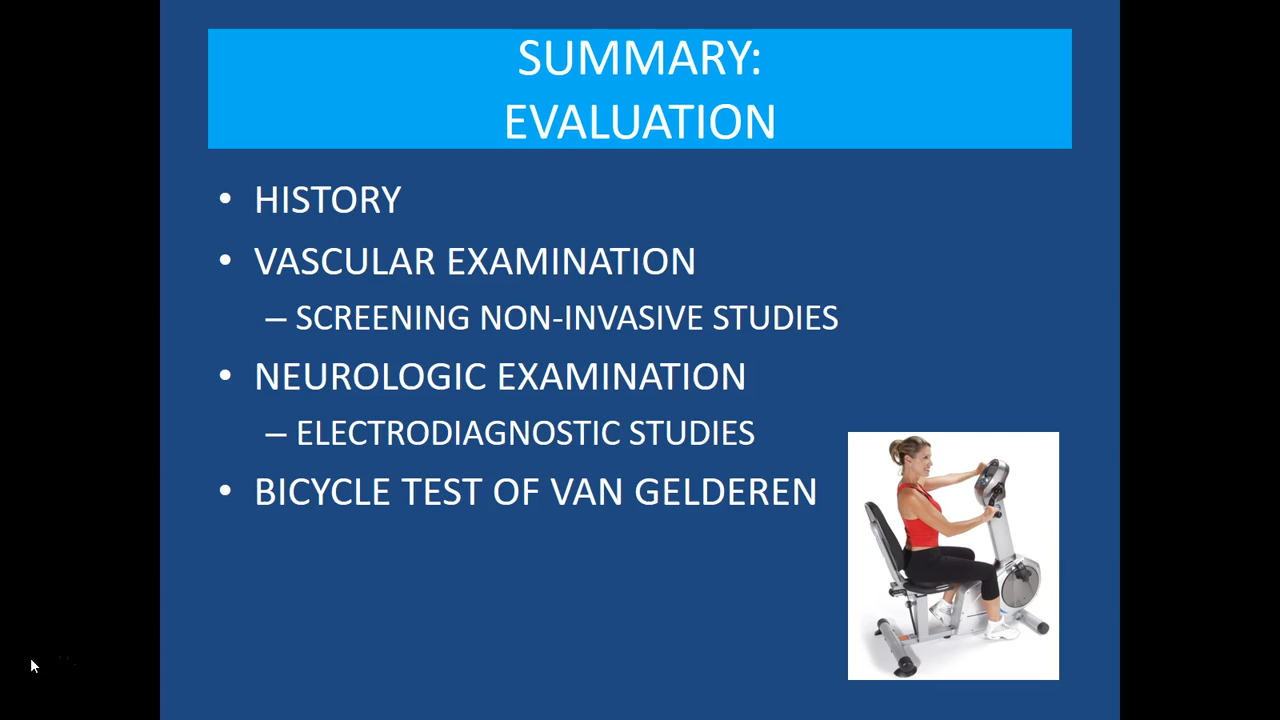 SUMMARY:
EVALUATION
• HISTORY
• VASCULAR EXAMINATION
– SCREENING NON-INVASIVE STUDIES
• NEUROLOGIC EXAMINATION
– ELECTRODIAGNOSTIC STUDIES
• BICYCLE TEST OF VAN GELDEREN